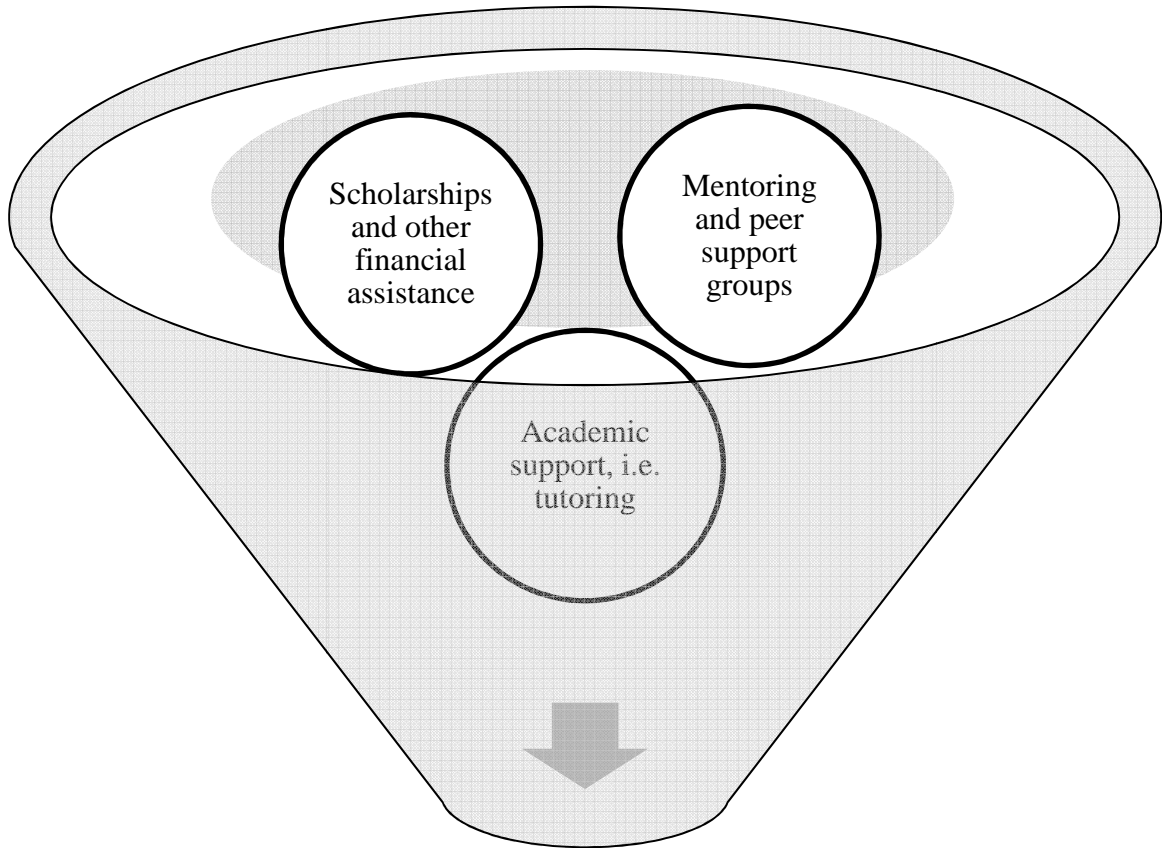 Scholarships
and other
financial
assistance
Mentoring
and peer
support
groups
Academic
support, i.e.
tutoring